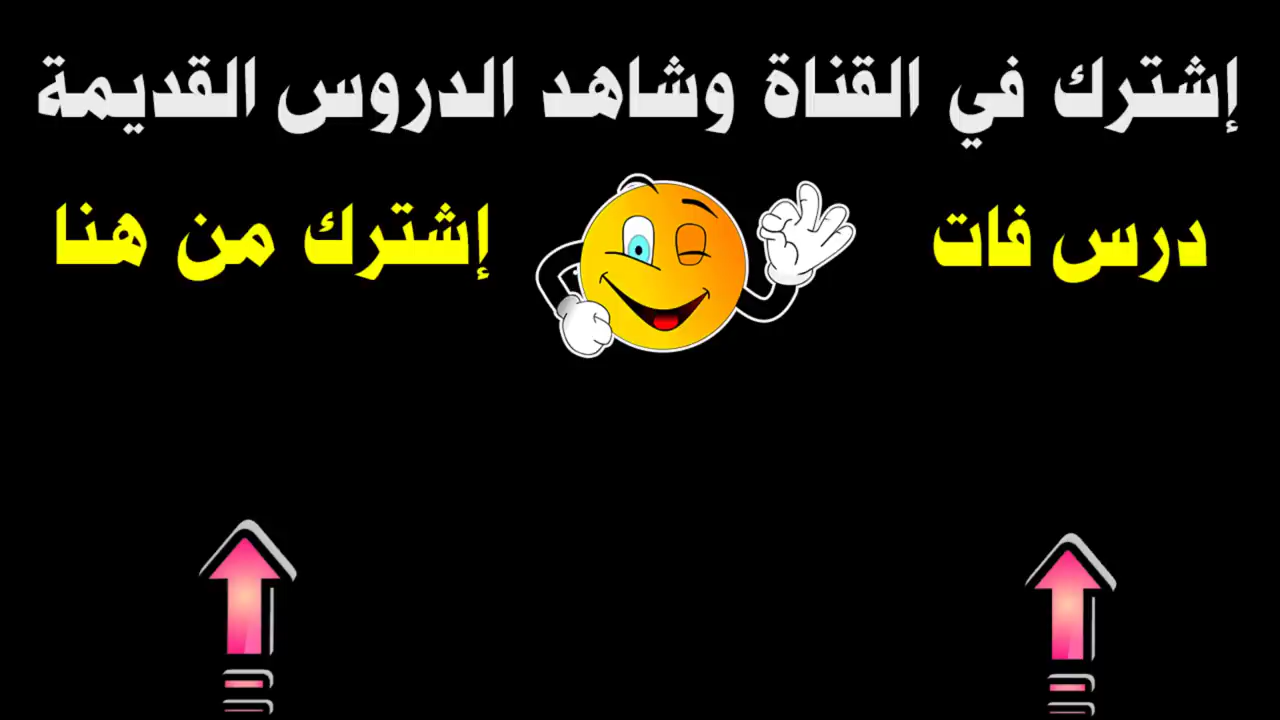 إشترك في القناة وشاهد الدروس القديمة
درس فات
إشترك من هنا